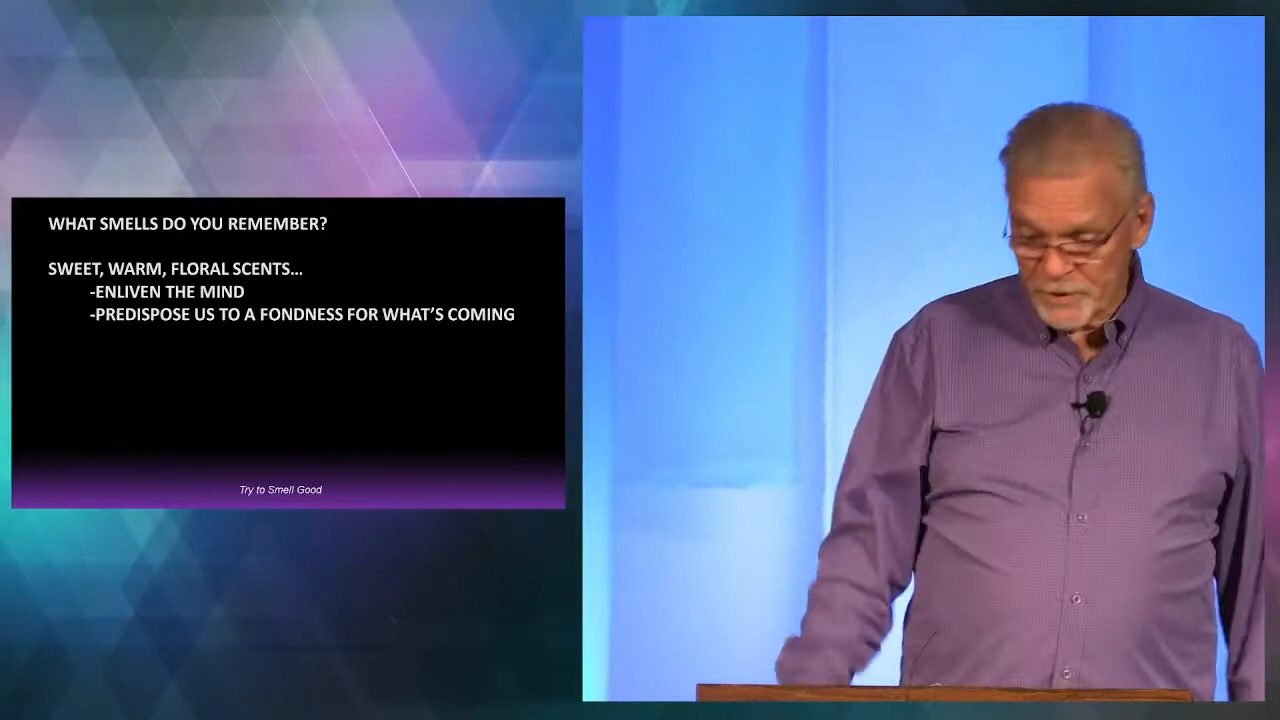 WHAT SMELLS DO YOU REMEMBER?
SWEET, WARM, FLORAL SCENTS...
-ENLIVEN THE MIND
-PREDISPOSE US TO A FONDNESS FOR WHAT'S COMING
Try to Smell Good